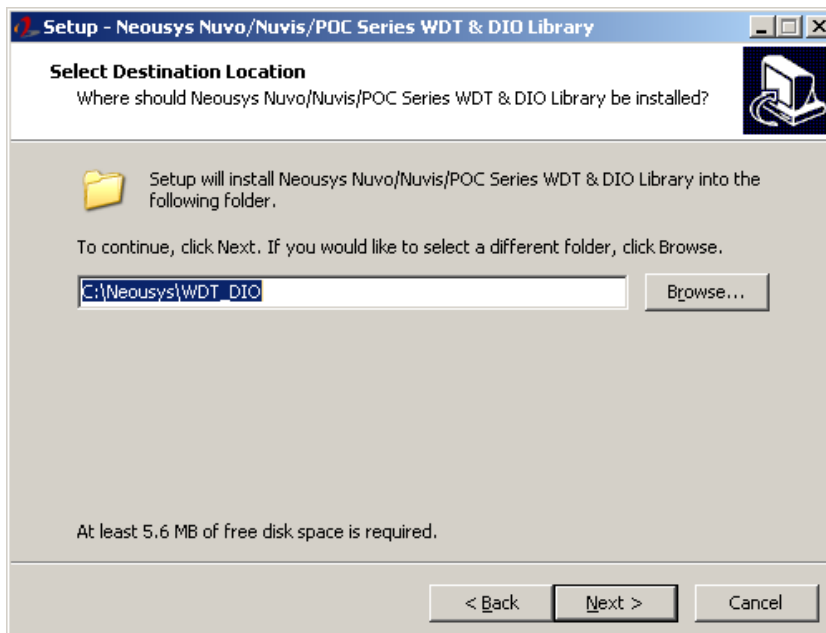 Setup - Neousys Nuvo/Nuvis/POC Series WDT & DIO Library
Select Destination Location
Where should Neousys Nuvo/Nuvis/POC Series WDT & DIO Library be installed?
Setup will install Neousys Nuvo/Nuvis/POC Series WDT & DIO Library into the
following folder.
To continue, click Next. If you would like to select a different folder, click Browse.
C:\Neousys\WDT_DIO
Browse...
At least 5.6 MB of free disk space is required.
< Back
Next >
Cancel